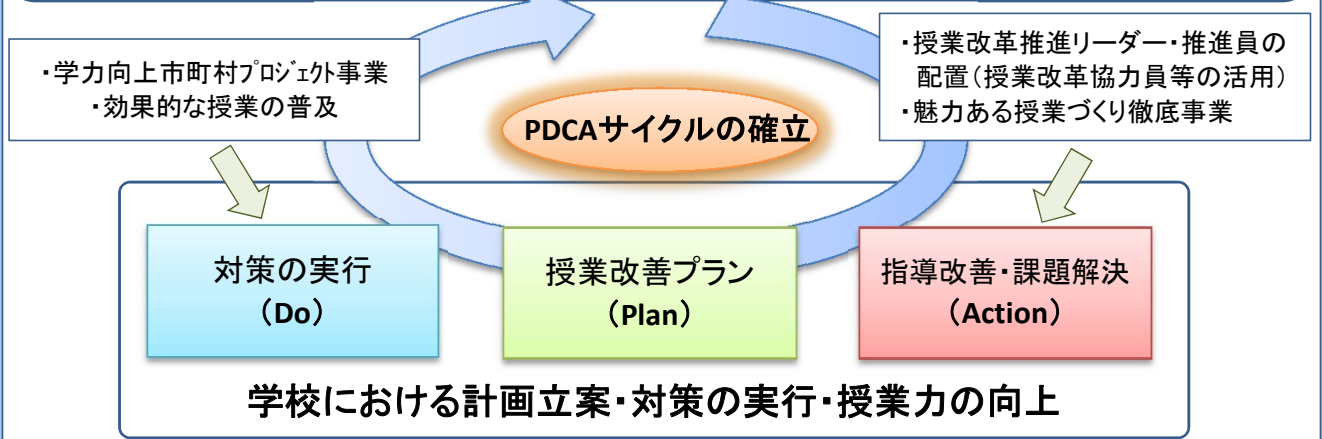 ・学力向上市町村プロジェクト事業
・効果的な授業の普及
・授業改革推進リーダー・推進員の
配置(授業改革協力員等の活用)
・魅力ある授業づくり徹底事業
PDCAサイクルの確立
対策の実行
(Do)
授業改善プラン
(Plan)
指導改善・課題解決
(Action)
学校における計画立案・対策の実行・授業力の向上